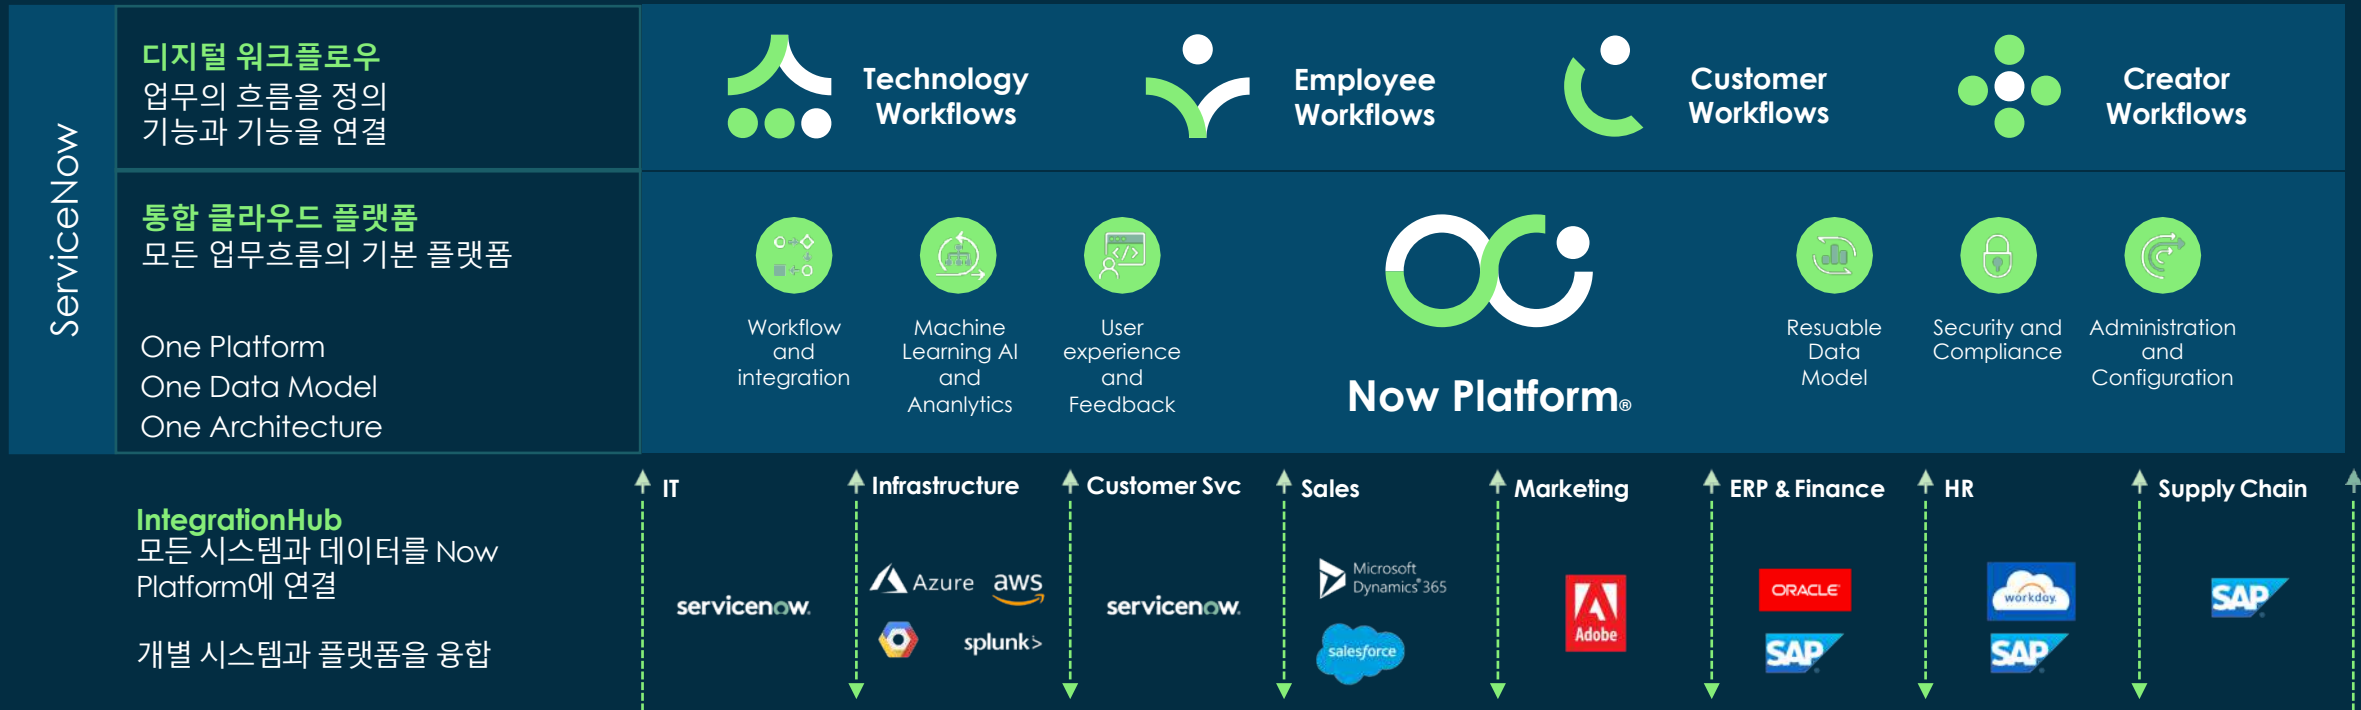 ServiceNow
디지털 워크플로우
업무의 흐름을 정의
기능과 기능을 연결
Technology
Workflows
Employee
Workflows
Customer
Workflows
Creator
Workflows
통합 클라우드 플랫폼
모든 업무흐름의 기본 플랫폼
One Platform
One Data Model
One Architecture
Workflow
and
integration
Machine
Learning AI
and
Ananlytics
User
experience
and
Feedback
Now Platform®
Resuable
Data
Model
Security and
Compliance
Administration
and
Configuration
IntegrationHub
모든 시스템과 데이터를 Now
Platform에 연결
개별 시스템과 플랫폼을 융합
IT
servicenow.
Infrastructure
Azure
aws
splunk>
Customer Svc
servicenow.
Sales
Microsoft
Dynamics® 365
salesforce
Marketing
Adobe
ERP & Finance
ORACLE®
SAP
HR
workday.
SAP
Supply Chain
SAP